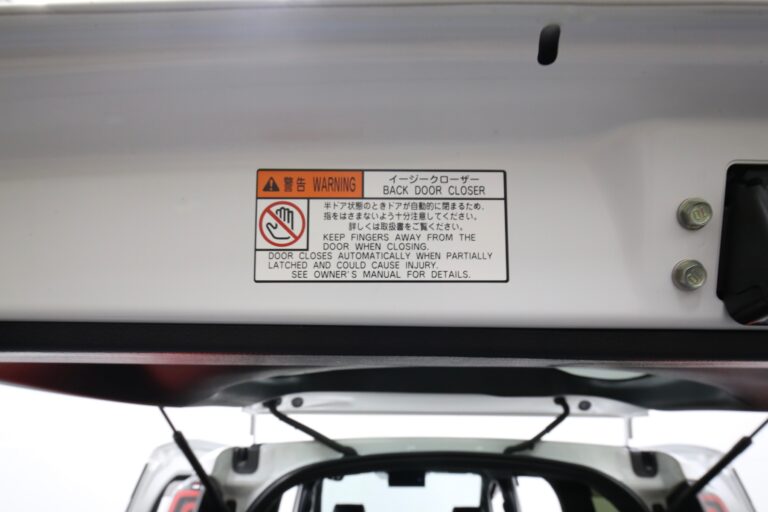 警告 WARNING
イージークローザー
BACK DOOR CLOSER
半ドア状態のときドアが自動的に閉まるため、
指をはさまないよう十分注意してください。
詳しくは取扱書をご覧ください。
KEEP FINGERS AWAY FROM THE
DOOR WHEN CLOSING.
DOOR CLOSES AUTOMATICALLY WHEN PARTIALLY
LATCHED AND COULD CAUSE INJURY.
SEE OWNER'S MANUAL FOR DETAILS.